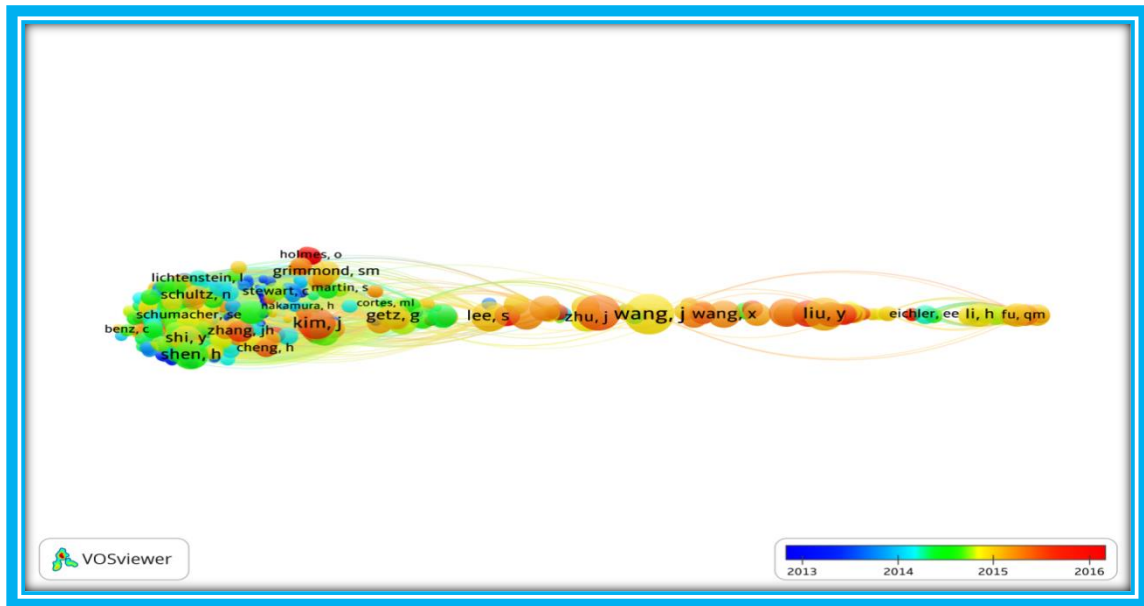 holmes, o
grimmond, sm
lichtenstein, l
stewart, c
martin, s
schultz, n
nakamura, h
cortes, ml
schumacher, se
getz, g
lee, s
zhu, j
wang, j
wang, x
liu, y
eichler, ee
li, h
fu, qm
benz, c
zhang, jh
kim, j
shi, y
cheng, h
shen, h
VOSviewer
2013
2014
2015
2016